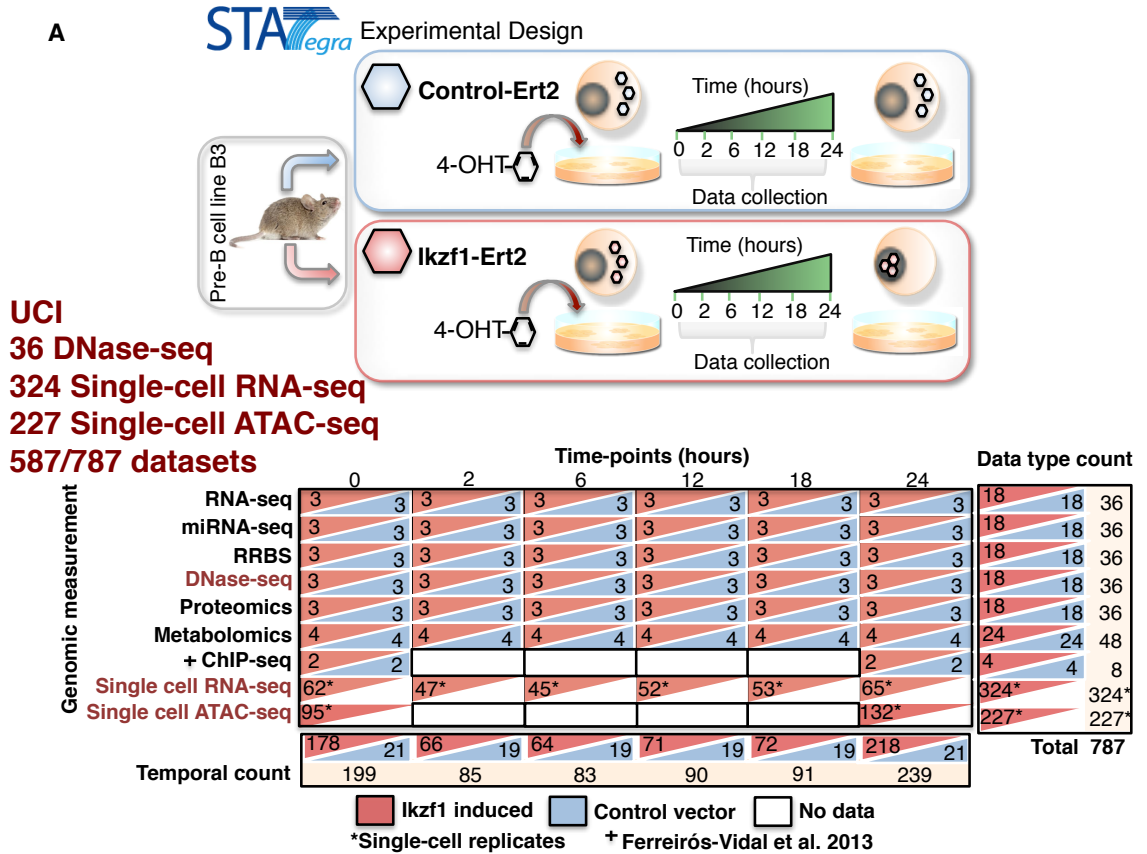 A
STATegra Experimental Design
Control-Ert2
Time (hours)
4-OHT
0 2 6 12 18 24
Data collection
Pre-B cell line B3
Ikzf1-Ert2
Time (hours)
4-OHT
0 2 6 12 18 24
Data collection
UCI
36 DNase-seq
324 Single-cell RNA-seq
227 Single-cell ATAC-seq
587/787 datasets
Time-points (hours)
Data type count
0 2 6 12 18 24
Genomic measurement
RNA-seq 3 3 3 3 3 3 3 3 3 3 3 3 18 18 36
miRNA-seq 3 3 3 3 3 3 3 3 3 3 3 3 18 18 36
RRBS 3 3 3 3 3 3 3 3 3 3 3 3 18 18 36
DNase-seq 3 3 3 3 3 3 3 3 3 3 3 3 18 18 36
Proteomics 3 3 3 3 3 3 3 3 3 3 3 3 18 18 36
Metabolomics 4 4 4 4 4 4 4 4 4 4 4 4 24 24 48
+ ChIP-seq 2 2 2 2 4 4 8
Single cell RNA-seq 62* 47* 45* 52* 53* 65* 324* 324*
Single cell ATAC-seq 95* 132* 227* 227*
Total 787
178 21 66 19 64 19 71 19 72 19 218 21
Temporal count 199 85 83 90 91 239
Ikzf1 induced Control vector No data
*Single-cell replicates + Ferreirós-Vidal et al. 2013